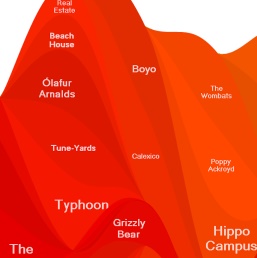 Real
Estate
Beach
House
Boyo
Ólafur
Arnalds
The
Wombats
Tune-Yards
Calexico
Poppy
Ackroyd
Typhoon
Grizzly
Bear
Hippo
Campus
The